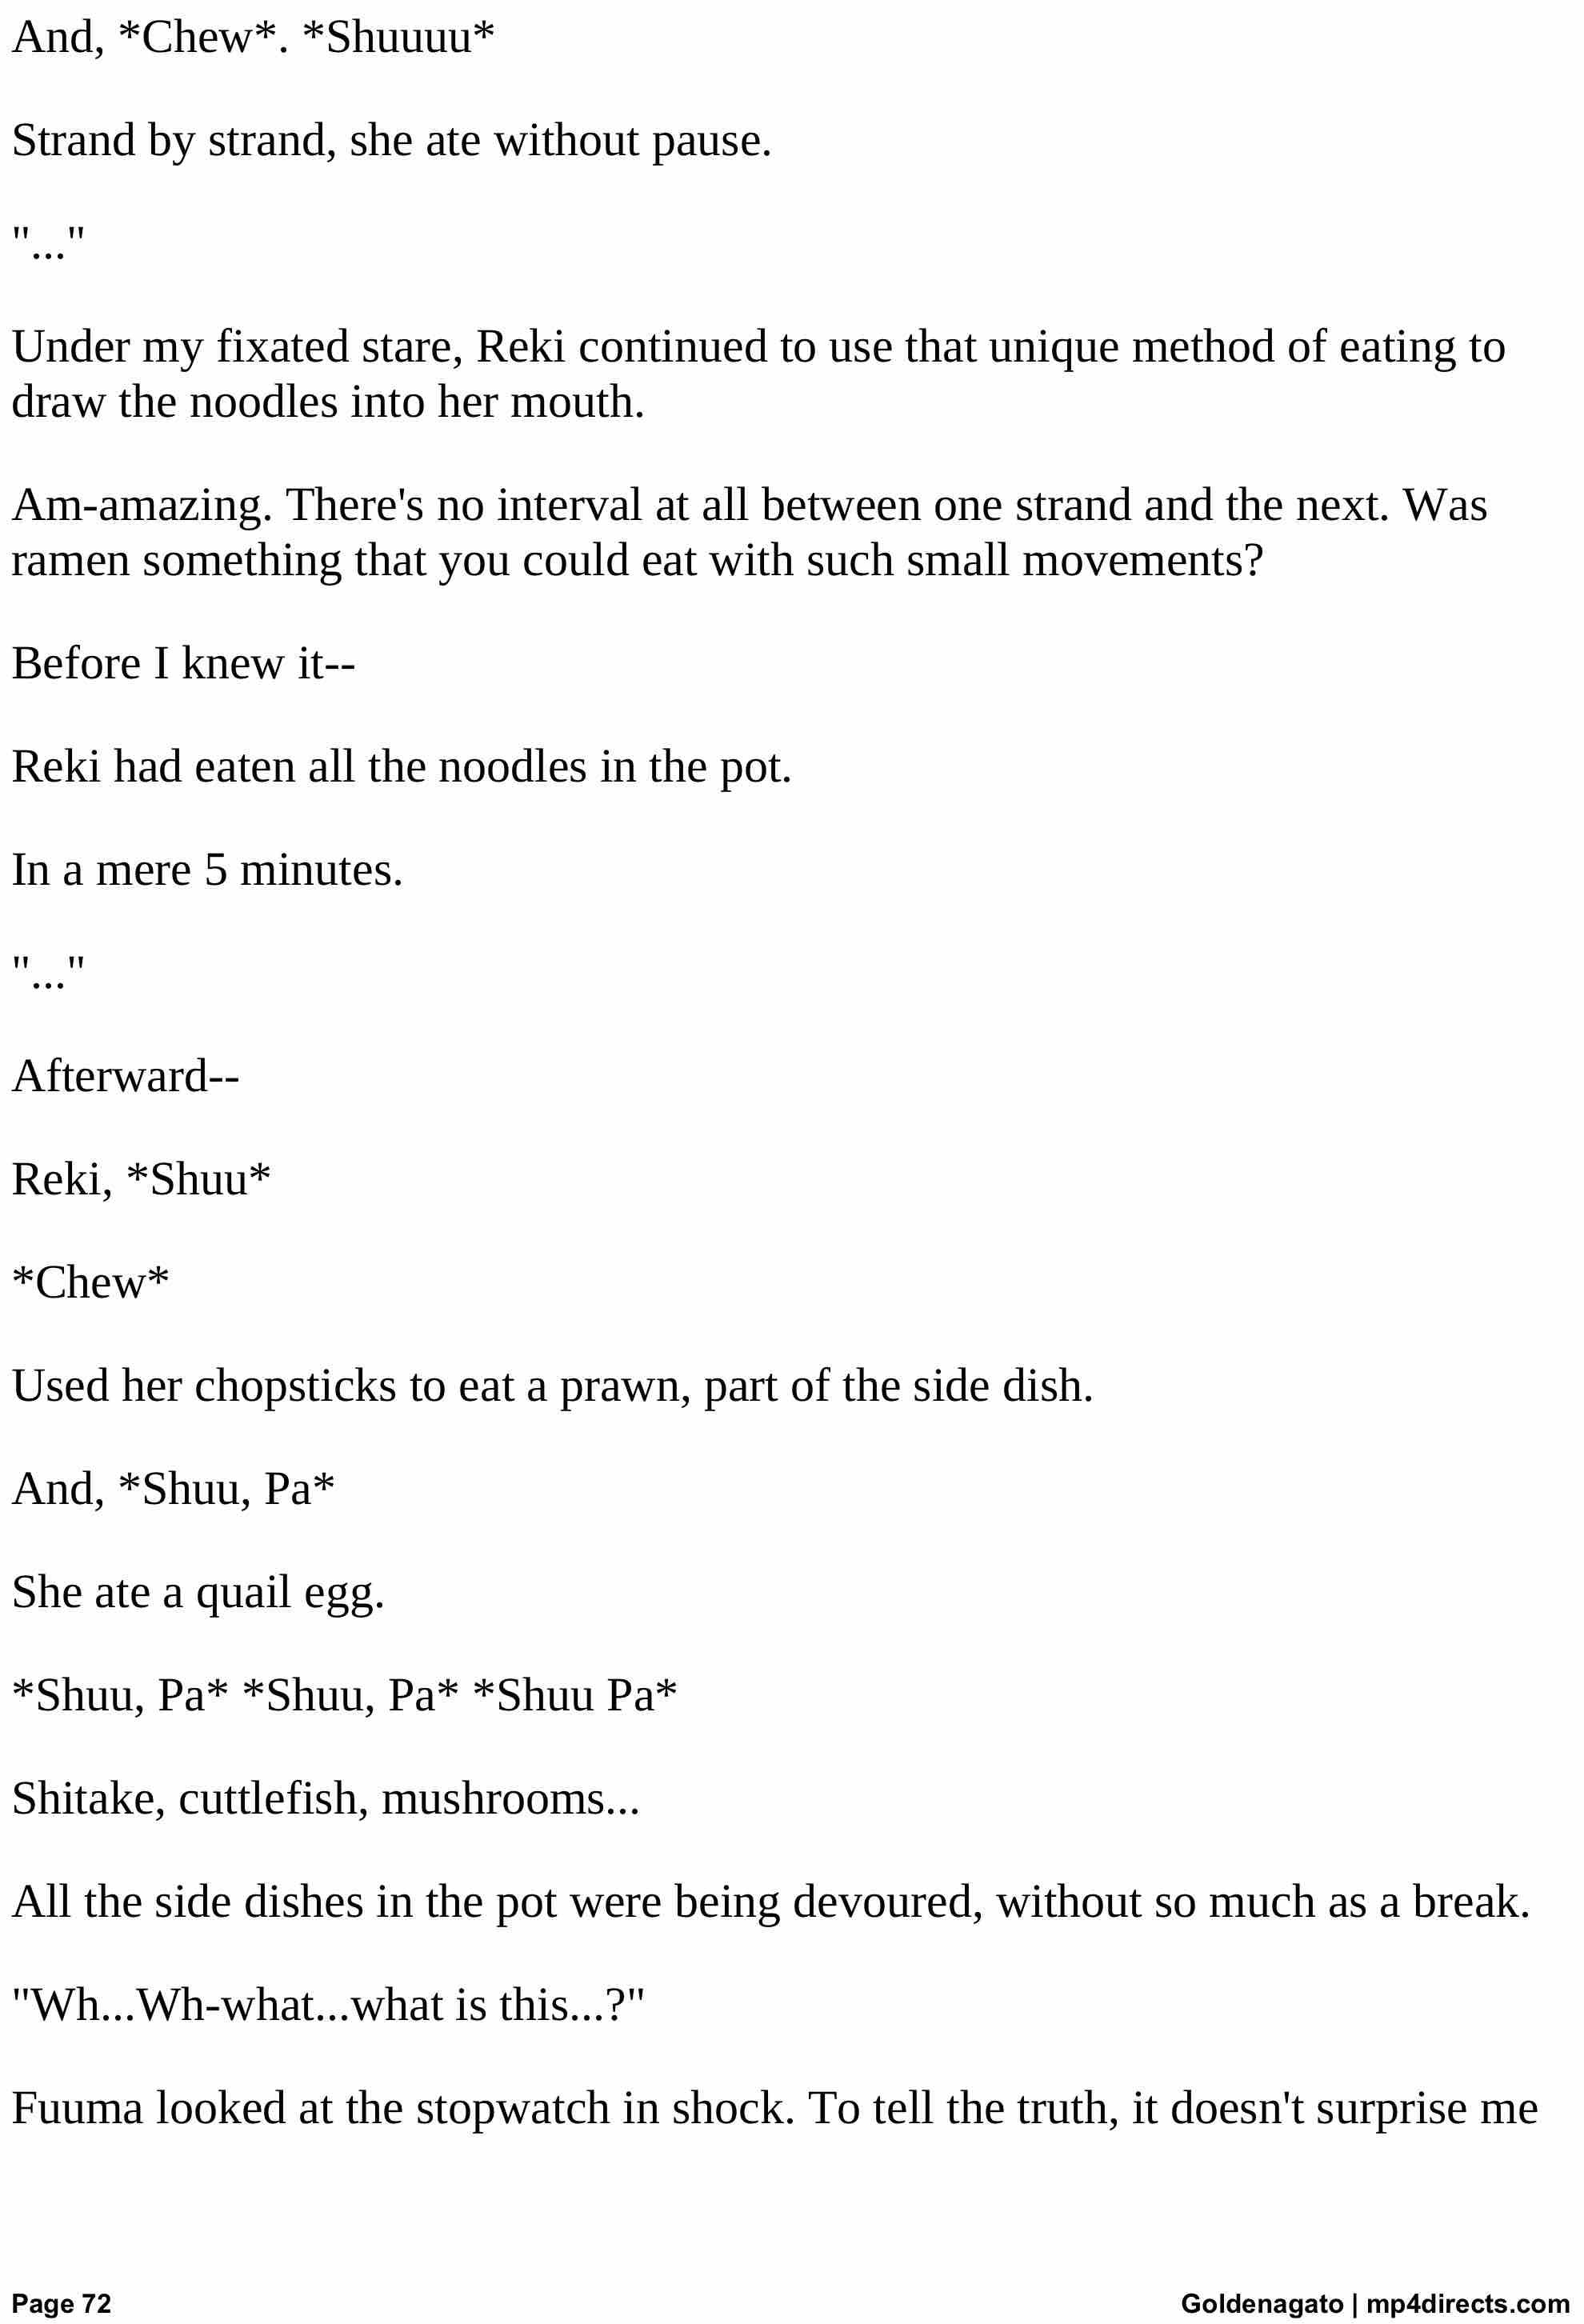 And, *Chew*. *Shuuuu*
Strand by strand, she ate without pause.
"..."
Under my fixated stare, Reki continued to use that unique method of eating to
draw the noodles into her mouth.
Am-amazing. There's no interval at all between one strand and the next. Was
ramen something that you could eat with such small movements?
Before I knew it--
Reki had eaten all the noodles in the pot.
In a mere 5 minutes.
"..."
Afterward--
Reki, *Shuu*
*Chew*
Used her chopsticks to eat a prawn, part of the side dish.
And, *Shuu, Pa*
She ate a quail egg.
*Shuu, Pa* *Shuu, Pa* *Shuu Pa*
Shitake, cuttlefish, mushrooms...
All the side dishes in the pot were being devoured, without so much as a break.
"Wh...Wh-what...what is this...?"
Fuuma looked at the stopwatch in shock. To tell the truth, it doesn't surprise me
Page 72
Goldenagato | mp4directs.com